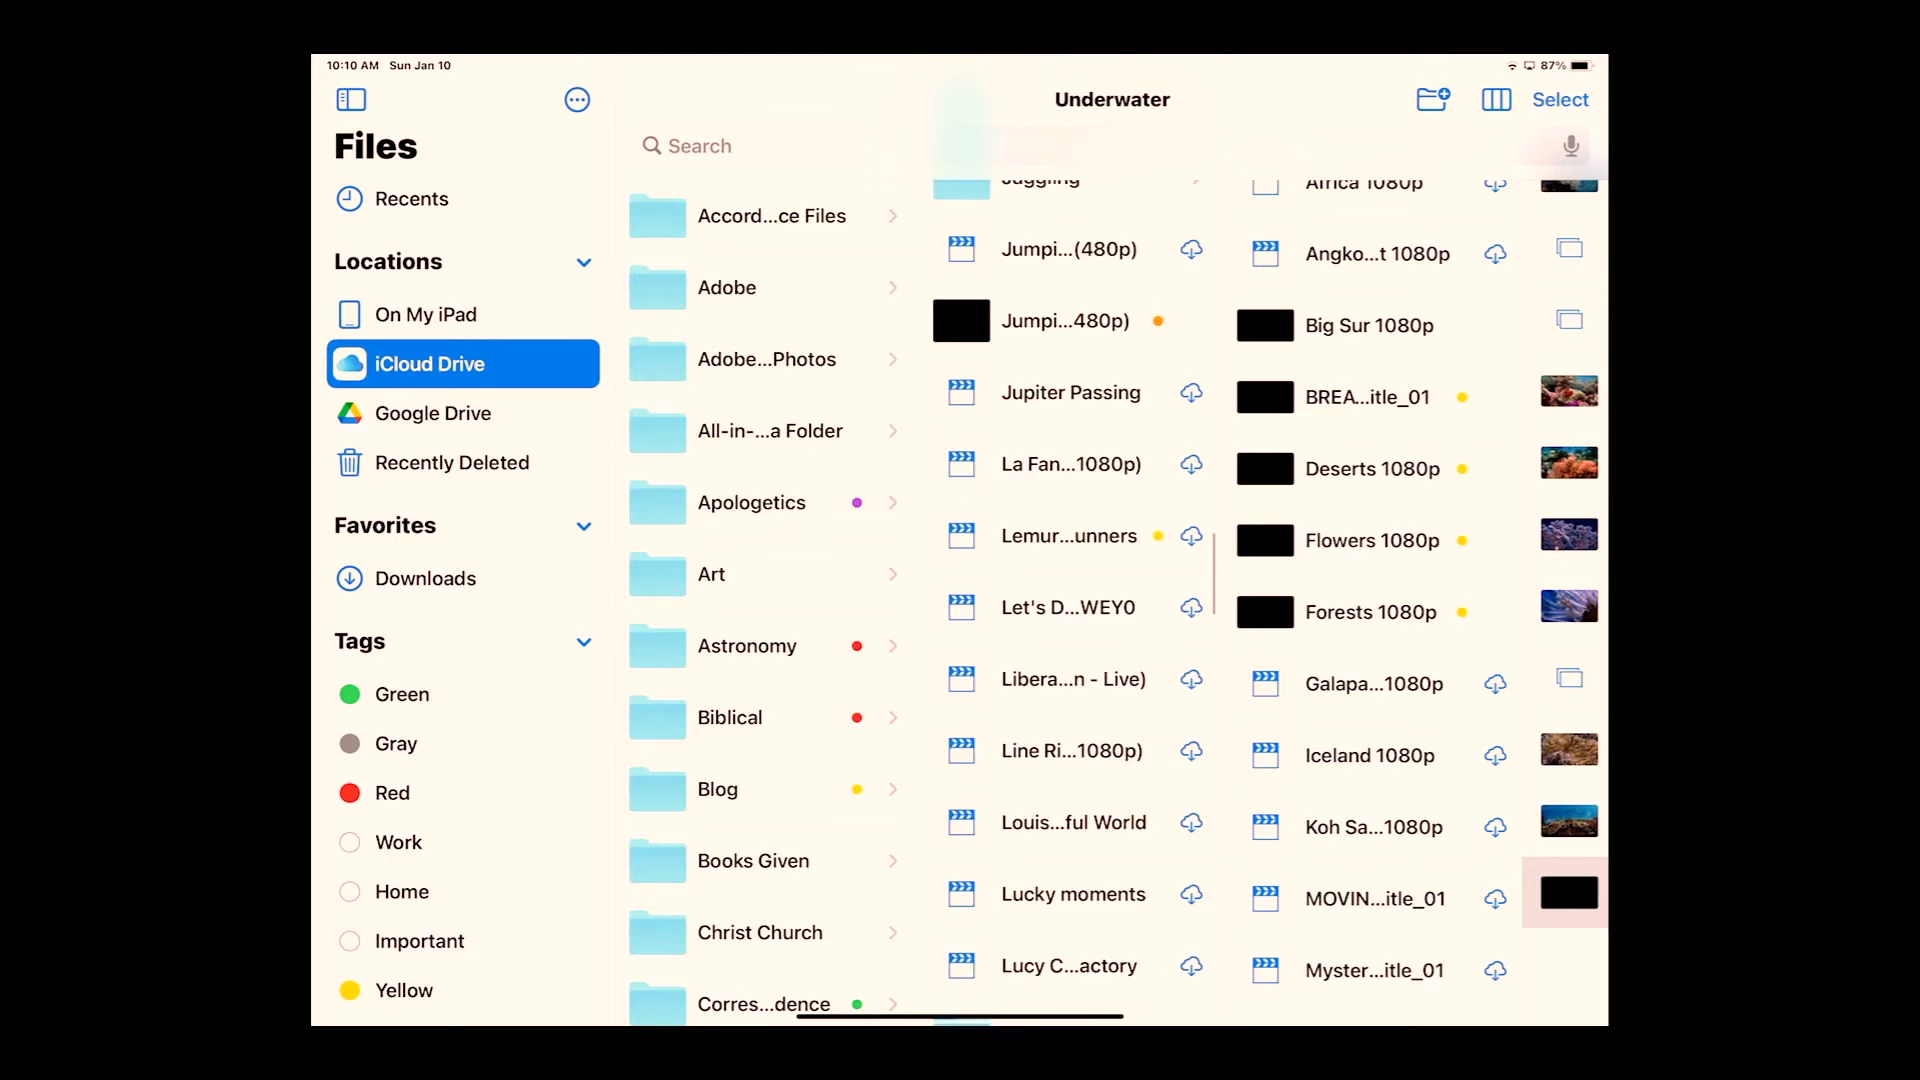 10:10 AM Sun Jan 10
87%
Files
Recents
Locations
On My iPad
iCloud Drive
Google Drive
Recently Deleted
Favorites
Downloads
Tags
Green
Gray
Red
Work
Home
Important
Yellow
Underwater
Select
Search
Accord...ce Files
Adobe
Adobe...Photos
All-in-...a Folder
Apologetics
Art
Astronomy
Biblical
Blog
Books Given
Christ Church
Corres...dence
Juggling
Jumpi...(480p)
Jumpi...480p)
Jupiter Passing
La Fan...1080p)
Lemur...unners
Let's D...WEY0
Libera...n - Live)
Line Ri...1080p)
Louis...ful World
Lucky moments
Lucy C...actory
Africa 1080p
Angko...t 1080p
Big Sur 1080p
BREA...itle_01
Deserts 1080p
Flowers 1080p
Forests 1080p
Galapa...1080p
Iceland 1080p
Koh Sa...1080p
MOVIN...itle_01
Myster...itle_01